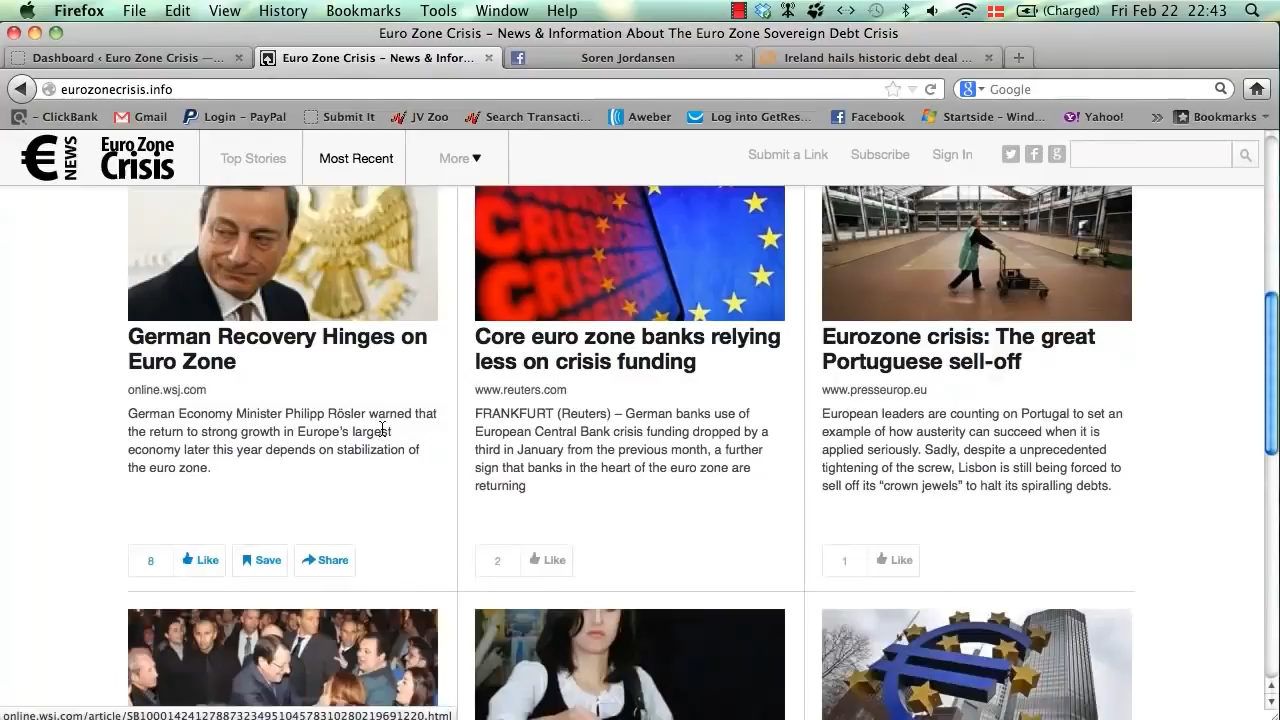 Firefox File Edit View History Bookmarks Tools Window Help (Charged) Fri Feb 22 22:43
Euro Zone Crisis – News & Information About The Euro Zone Sovereign Debt Crisis
Dashboard ‹ Euro Zone Crisis —... Euro Zone Crisis – News & Infor... Soren Jordansen Ireland hails historic debt deal ...
eurozonecrisis.info Google
- ClickBank Gmail Login – PayPal Submit It JV Zoo Search Transacti... Aweber Log into GetRes... Facebook Startside – Wind... Yahoo! » Bookmarks
€ NEWS Euro Zone Crisis Top Stories Most Recent More ▼ Submit a Link Subscribe Sign In
CRISIS
CRISIS
German Recovery Hinges on
Euro Zone
online.wsj.com
German Economy Minister Philipp Rösler warned that
the return to strong growth in Europe's largest
economy later this year depends on stabilization of
the euro zone.
8 Like Save Share
Core euro zone banks relying
less on crisis funding
www.reuters.com
FRANKFURT (Reuters) – German banks use of
European Central Bank crisis funding dropped by a
third in January from the previous month, a further
sign that banks in the heart of the euro zone are
returning
2 Like
Eurozone crisis: The great
Portuguese sell-off
www.presseurop.eu
European leaders are counting on Portugal to set an
example of how austerity can succeed when it is
applied seriously. Sadly, despite a unprecedented
tightening of the screw, Lisbon is still being forced to
sell off its “crown jewels” to halt its spiralling debts.
1 Like